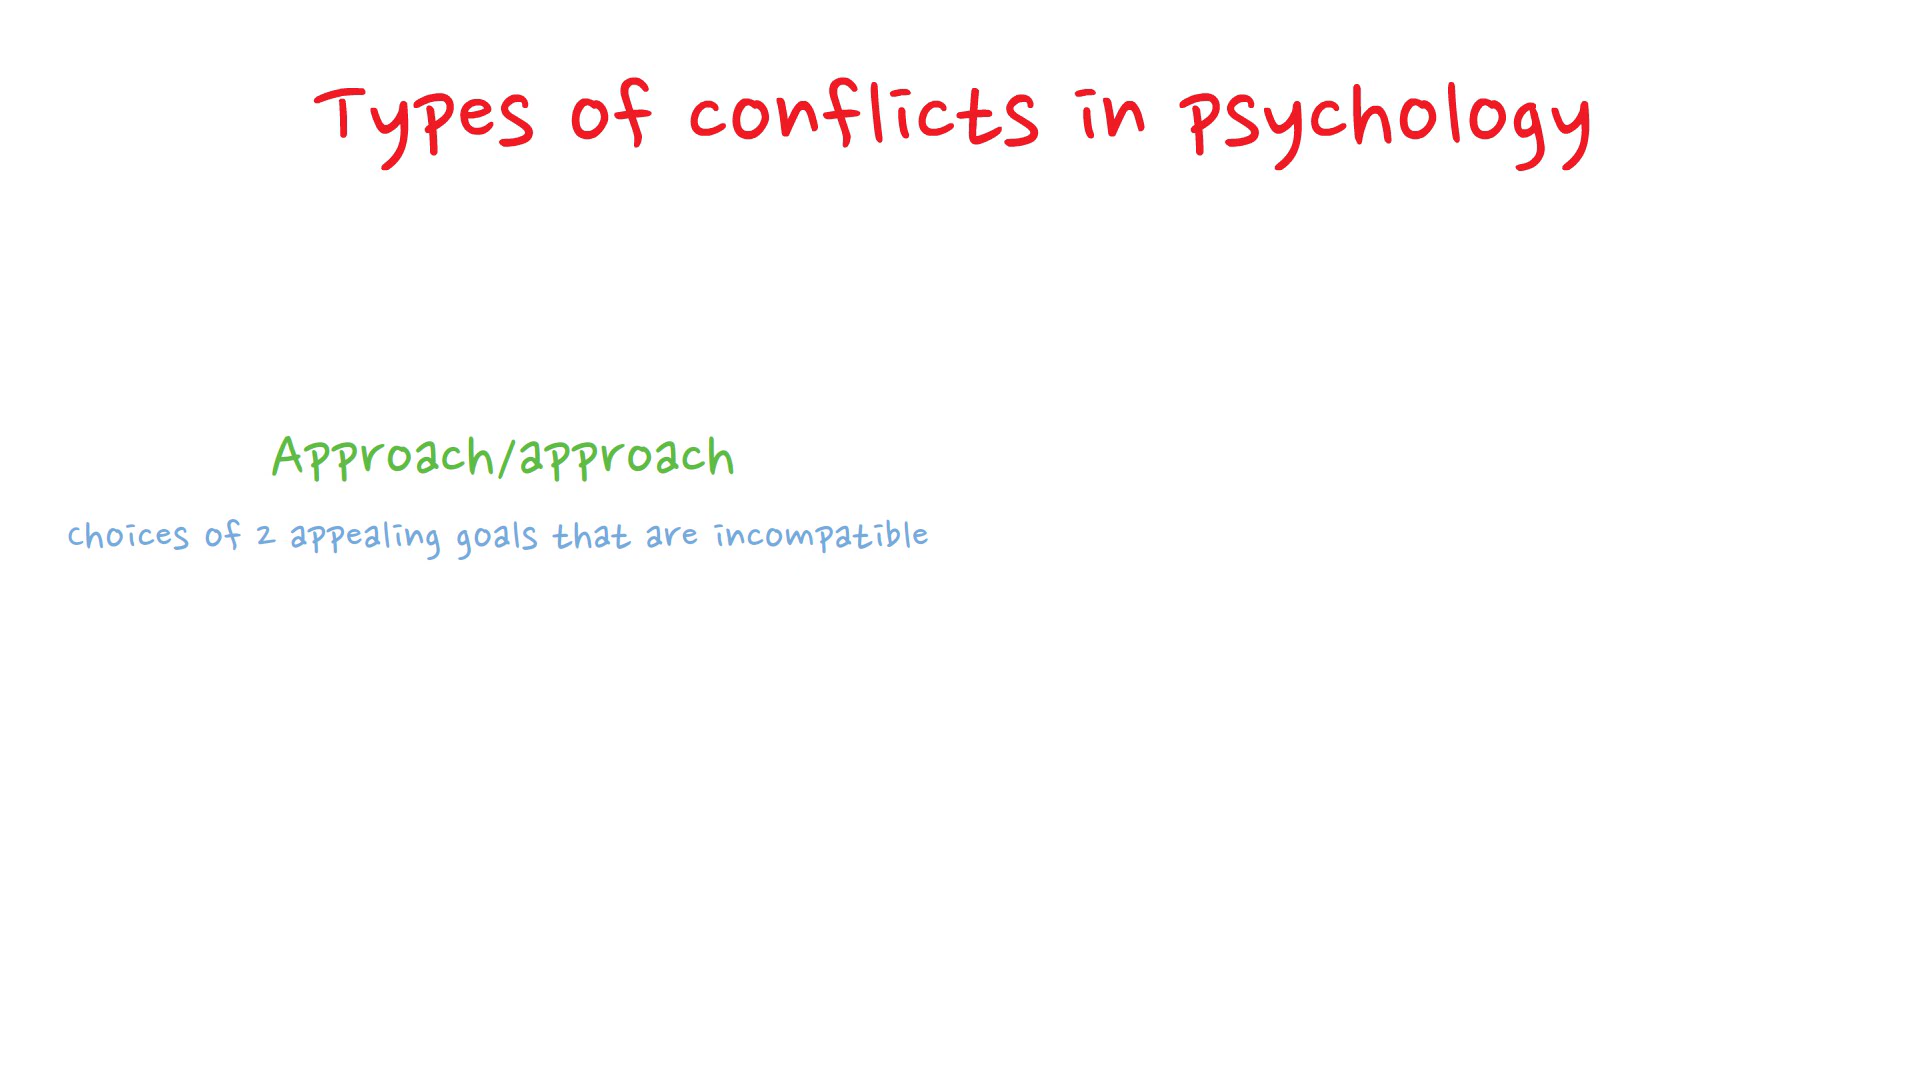 Types of conflicts in psychology
Approach/approach
choices of 2 appealing goals that are incompatible